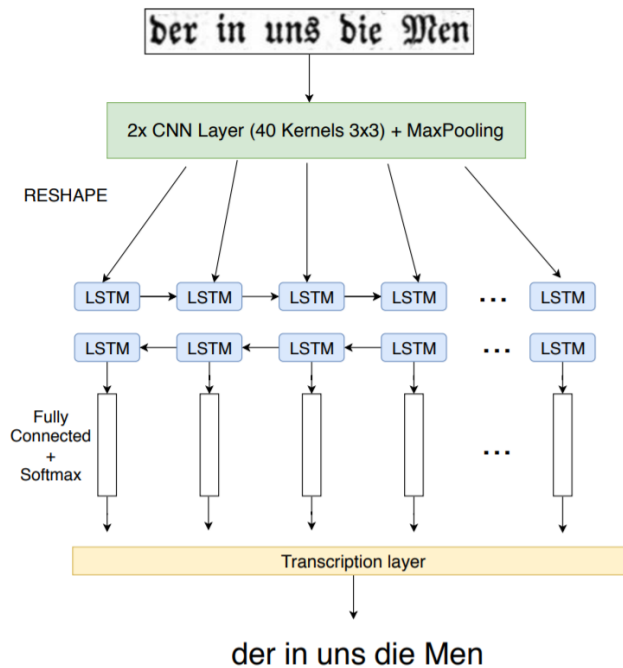 der in uns die Men
2x CNN Layer (40 Kernels 3x3) + MaxPooling
RESHAPE
LSTM LSTM LSTM LSTM ... LSTM
LSTM LSTM LSTM LSTM ... LSTM
Fully
Connected
+
Softmax
...
Transcription layer
der in uns die Men